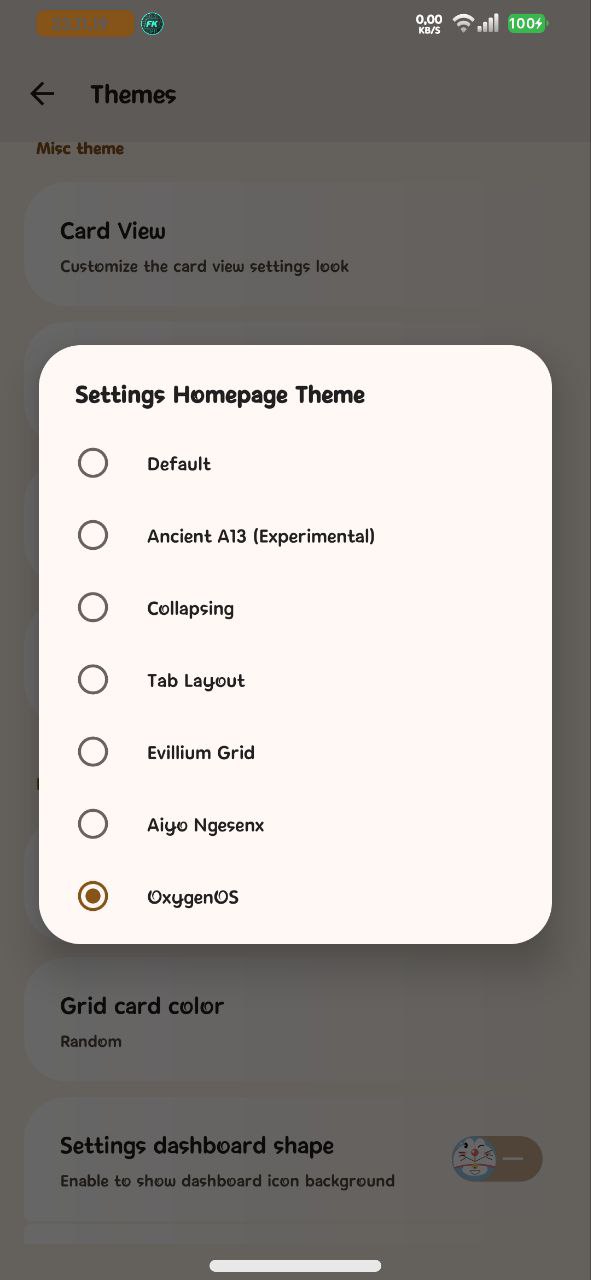 FK
0,00
KB/S
100
Themes
Misc theme
Card View
Customize the card view settings look
Settings Homepage Theme
Default
Ancient A13 (Experimental)
Collapsing
Tab Layout
Evillium Grid
Aiyo Ngesenx
OxygenOS
Grid card color
Random
Settings dashboard shape
Enable to show dashboard icon background